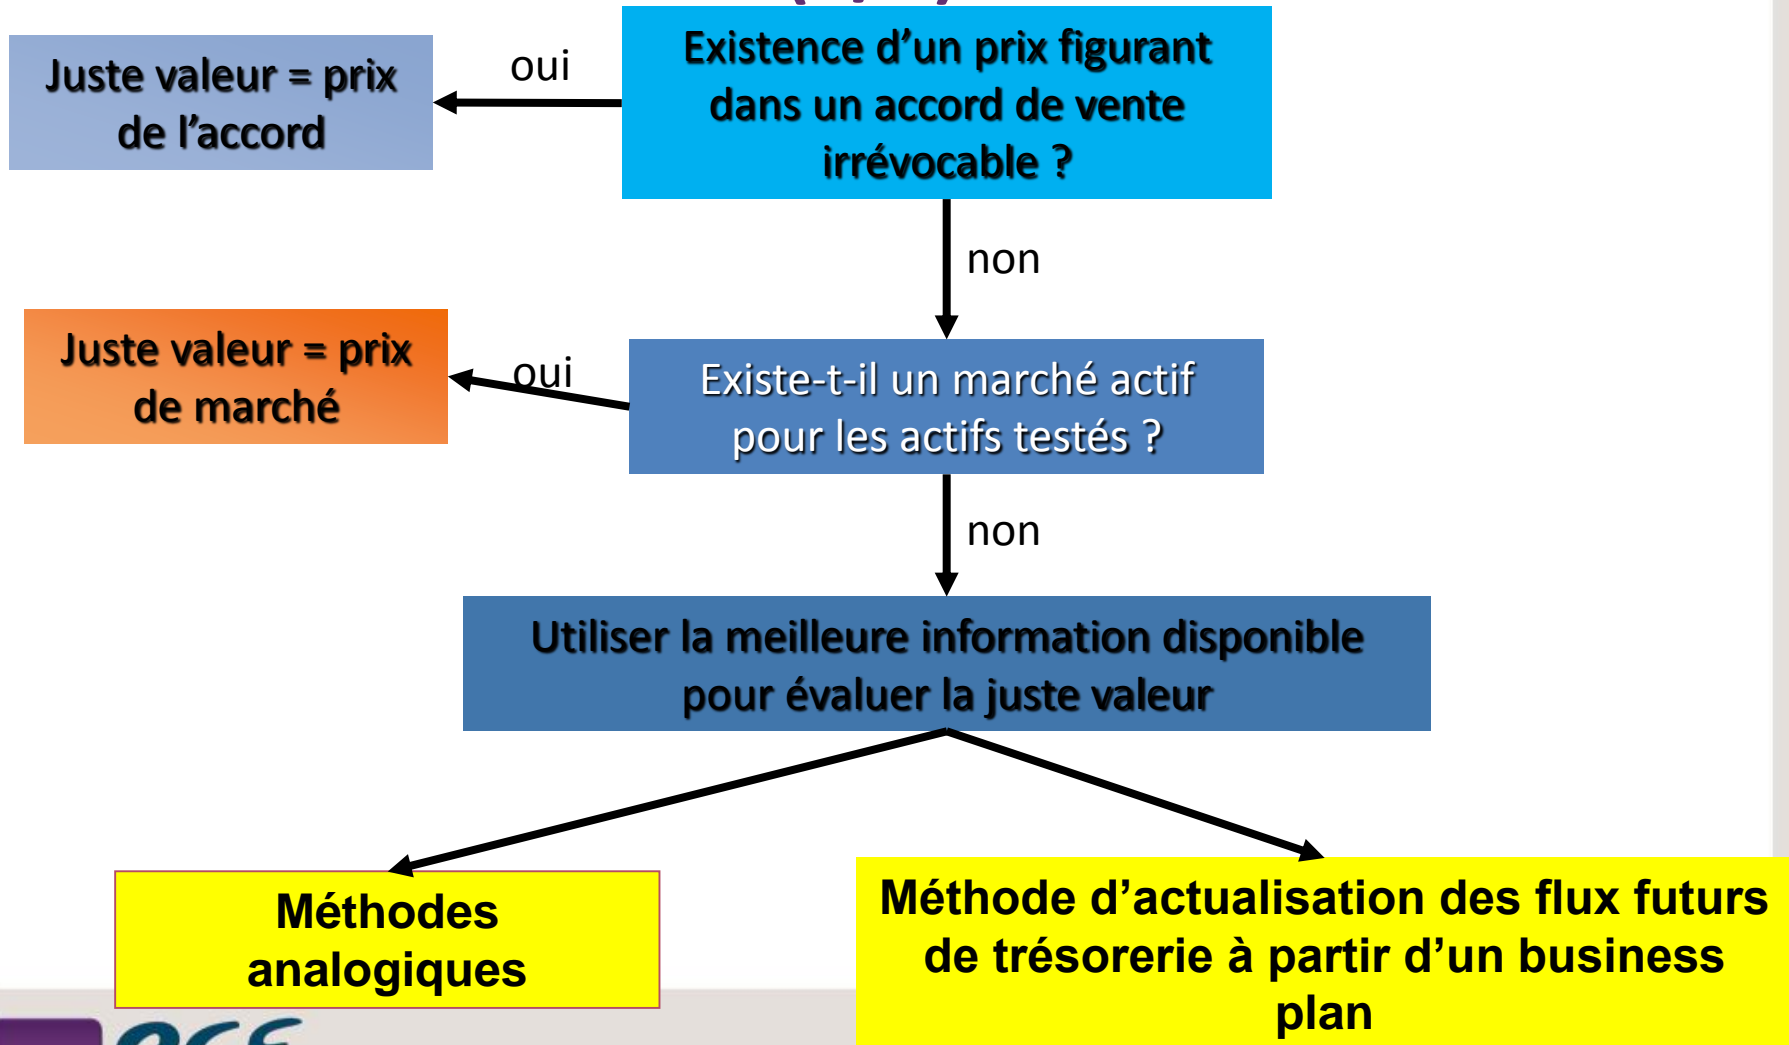 Existence d’un prix figurant
dans un accord de vente
irrévocable ?
oui
Juste valeur = prix
de l’accord
non
Existe-t-il un marché actif
pour les actifs testés ?
oui
Juste valeur = prix
de marché
non
Utiliser la meilleure information disponible
pour évaluer la juste valeur
Méthodes
analogiques
Méthode d’actualisation des flux futurs
de trésorerie à partir d’un business
plan